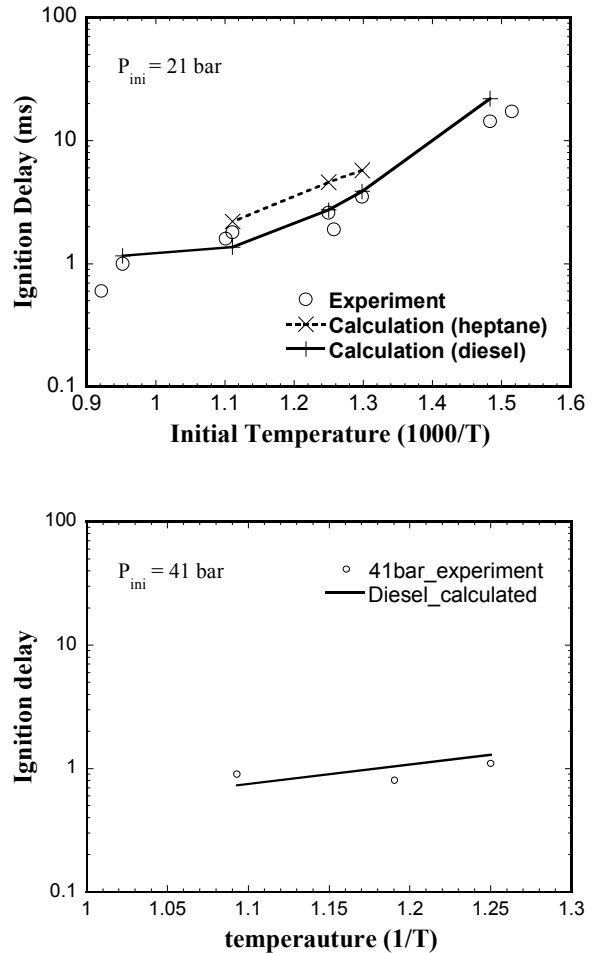 100
P_ini = 21 bar
10
Ignition Delay (ms)
1
Experiment
Calculation (heptane)
Calculation (diesel)
0.1
0.9 1 1.1 1.2 1.3 1.4 1.5 1.6
Initial Temperature (1000/T)
100
P_ini = 41 bar
41bar_experiment
Diesel_calculated
10
Ignition delay
1
0.1
1 1.05 1.1 1.15 1.2 1.25 1.3
temperauture (1/T)